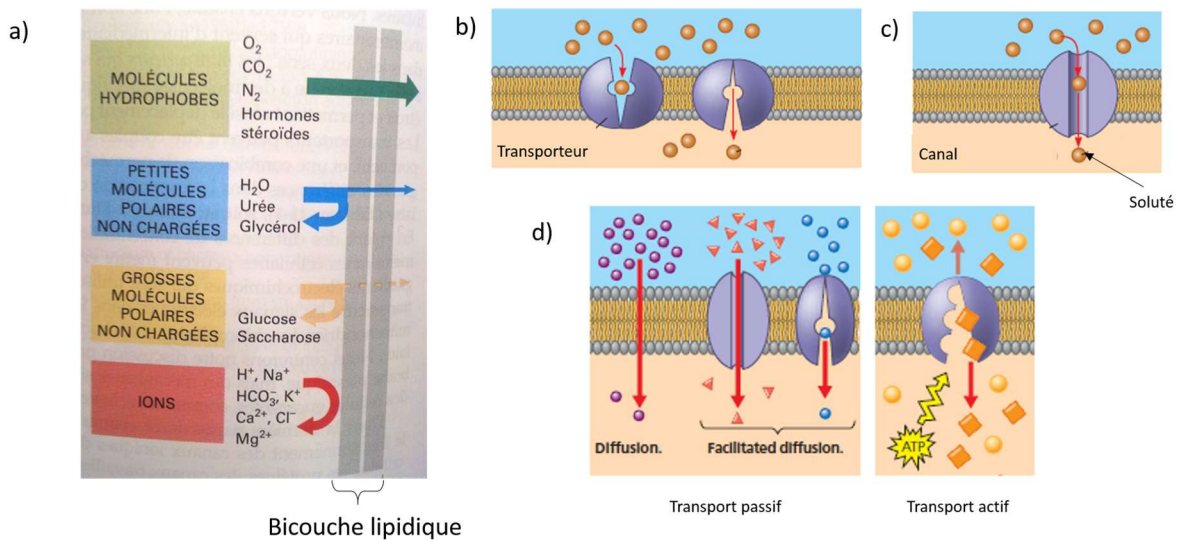 a)
MOLÉCULES
HYDROPHOBES
O₂
CO₂
N₂
Hormones
stéroïdes
PETITES
MOLÉCULES
POLAIRES
NON CHARGÉES
H₂O
Urée
Glycérol
GROSSES
MOLÉCULES
POLAIRES
NON CHARGÉES
Glucose
Saccharose
IONS
H⁺, Na⁺
HCO₃⁻, K⁺
Ca²⁺, Cl⁻
Mg²⁺
Bicouche lipidique
b)
Transporteur
c)
Canal
Soluté
d)
Diffusion.
Facilitated diffusion.
ATP
Transport passif
Transport actif